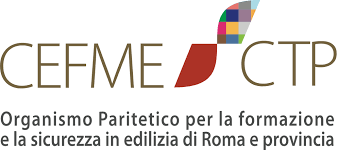 CEFME CTP
Organismo Paritetico per la formazione
e la sicurezza in edilizia di Roma e provincia